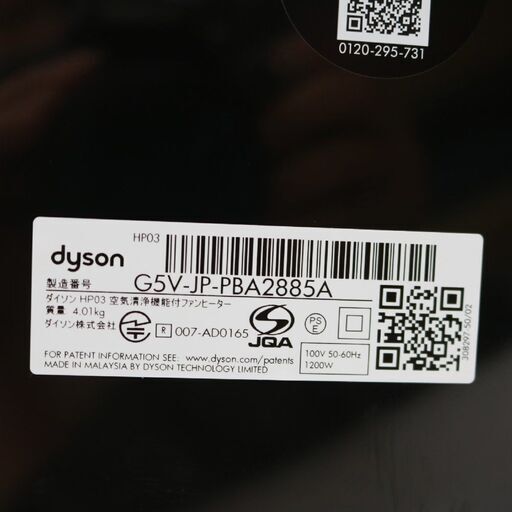 0120-295-731
HP03
dyson
製造番号
G5V-JP-PBA2885A
ダイソン HP03 空気清浄機能付ファンヒーター
質量: 4.01kg
ダイソン株式会社
R 007-AD0165
JQA
PS
E
FOR PATENT INFORMATION SEE: www.dyson.com/patents
MADE IN MALAYSIA BY DYSON TECHNOLOGY LIMITED
100V 50-60Hz
1200W
308297-50/02